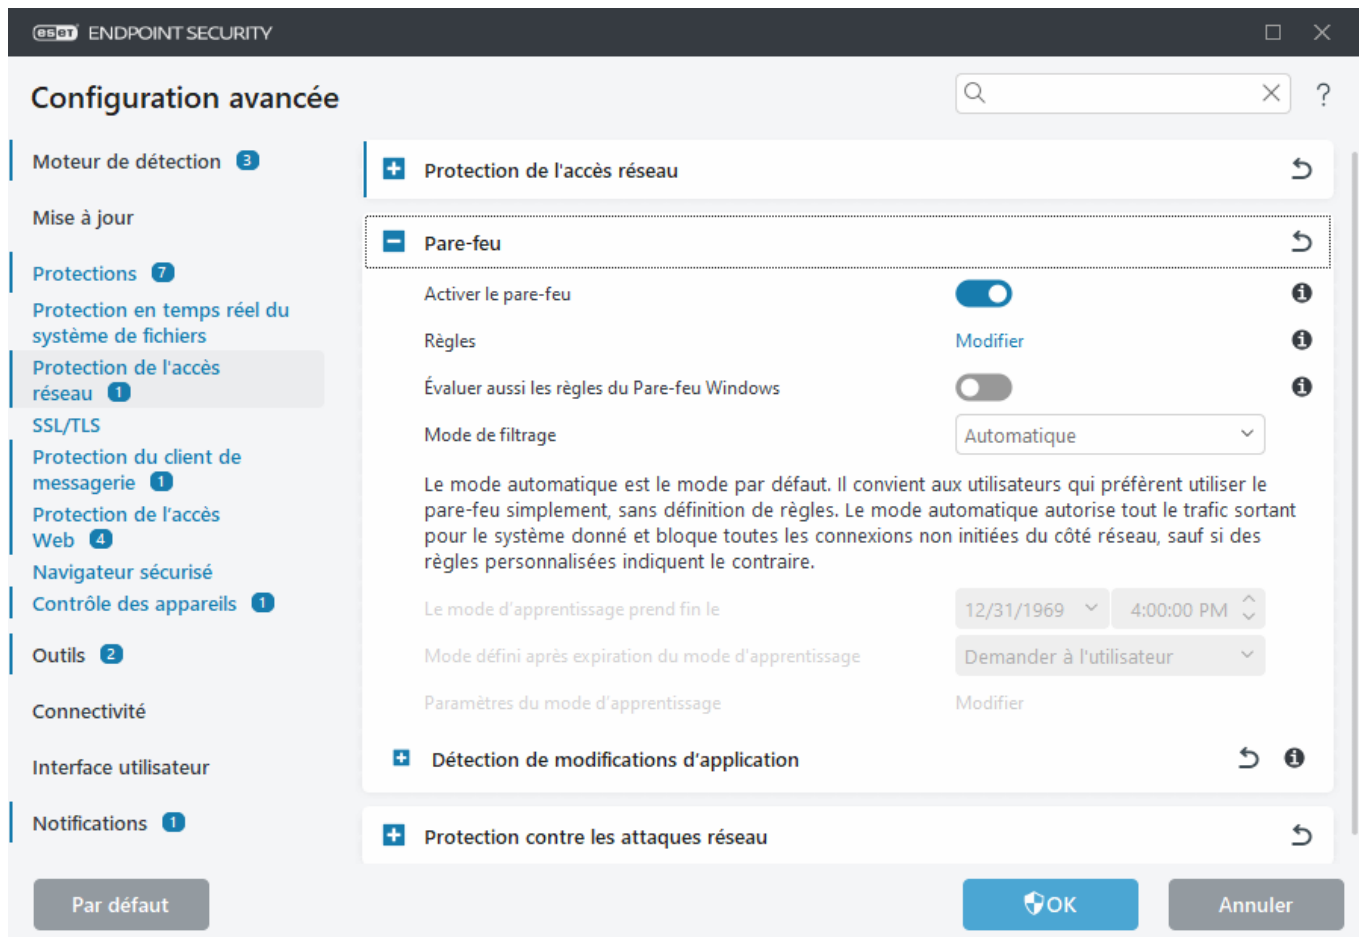 eset ENDPOINT SECURITY
Configuration avancée
?
Moteur de détection 3
Mise à jour
Protections 7
Protection en temps réel du
système de fichiers
Protection de l'accès
réseau 1
SSL/TLS
Protection du client de
messagerie 1
Protection de l'accès
Web 4
Navigateur sécurisé
Contrôle des appareils 1
Outils 2
Connectivité
Interface utilisateur
Notifications 1
Protection de l'accès réseau
Pare-feu
Activer le pare-feu
Règles Modifier
Évaluer aussi les règles du Pare-feu Windows
Mode de filtrage Automatique
Le mode automatique est le mode par défaut. Il convient aux utilisateurs qui préfèrent utiliser le
pare-feu simplement, sans définition de règles. Le mode automatique autorise tout le trafic sortant
pour le système donné et bloque toutes les connexions non initiées du côté réseau, sauf si des
règles personnalisées indiquent le contraire.
Le mode d'apprentissage prend fin le 12/31/1969 4:00:00 PM
Mode défini après expiration du mode d'apprentissage Demander à l'utilisateur
Paramètres du mode d'apprentissage Modifier
Détection de modifications d'application
Protection contre les attaques réseau
Par défaut
OK
Annuler